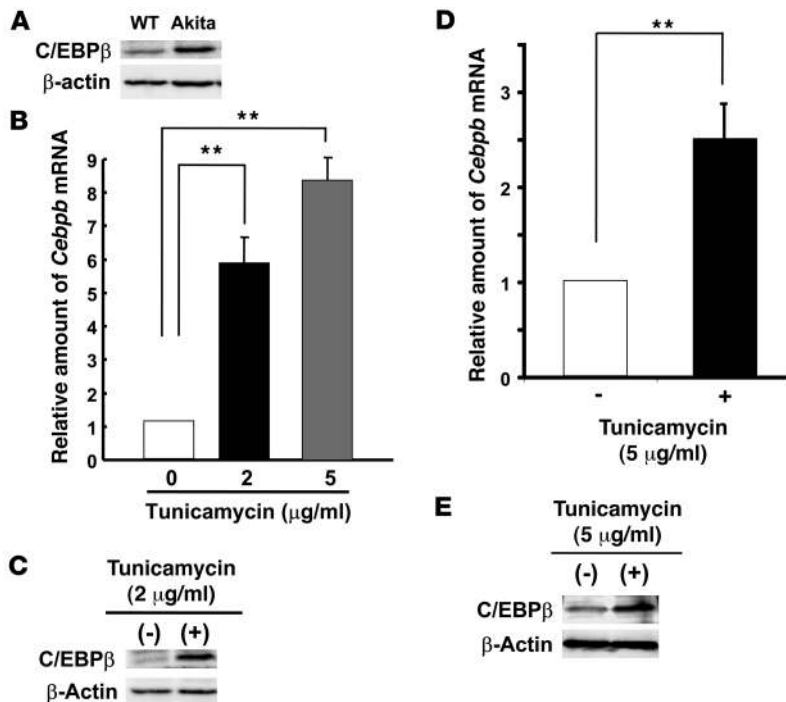 A
WT Akita
C/EBPβ
β-actin
B
Relative amount of Cebpb mRNA
9
8
7
6
5
4
3
2
1
0
**
**
0 2 5
Tunicamycin (μg/ml)
C
Tunicamycin
(2 μg/ml)
(-) (+)
C/EBPβ
β-Actin
D
Relative amount of Cebpb mRNA
3
2
1
0
**
- +
Tunicamycin
(5 μg/ml)
E
Tunicamycin
(5 μg/ml)
(-) (+)
C/EBPβ
β-Actin